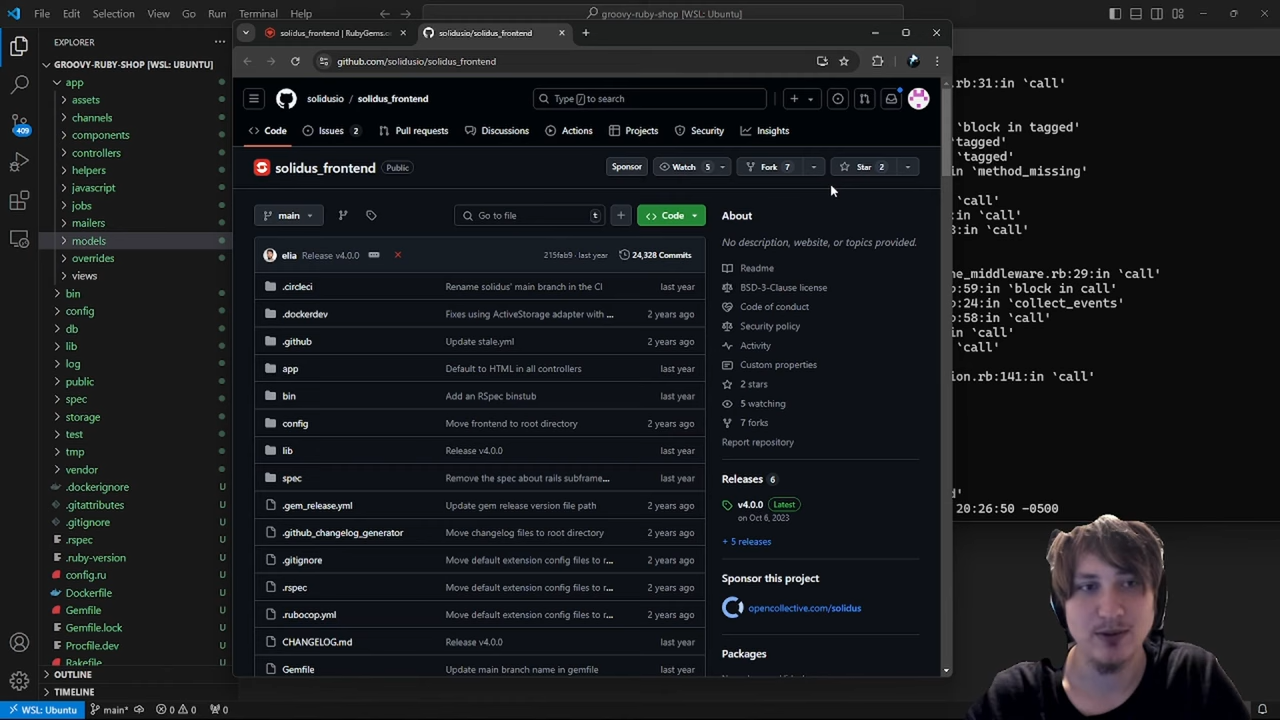 File Edit Selection View Go Run Terminal Help
groovy-ruby-shop [WSL: Ubuntu]
EXPLORER
GROOVY-RUBY-SHOP [WSL: UBUNTU]
app
assets
channels
components
controllers
helpers
javascript
jobs
mailers
models
overrides
views
bin
config
db
lib
log
public
spec
storage
test
tmp
vendor
.dockerignore U
.gitattributes U
.gitignore U
.rspec U
.ruby-version U
config.ru U
Dockerfile U
Gemfile U
Gemfile.lock U
Procfile.dev U
Rakefile U
OUTLINE
TIMELINE
409
WSL: Ubuntu main* 0 0 0
solidus_frontend | RubyGems.o
solidusio/solidus_frontend
github.com/solidusio/solidus_frontend
solidusio / solidus_frontend
Type / to search
Code Issues 2 Pull requests Discussions Actions Projects Security Insights
solidus_frontend Public
Sponsor Watch 5 Fork 7 Star 2
main
Go to file t
Code
elia Release v4.0.0 215fab9 · last year 24,328 Commits
.circleci Rename solidus' main branch in the CI last year
.dockerdev Fixes using ActiveStorage adapter with ... 2 years ago
.github Update stale.yml 2 years ago
app Default to HTML in all controllers last year
bin Add an RSpec binstub last year
config Move frontend to root directory 2 years ago
lib Release v4.0.0 last year
spec Remove the spec about rails subframe... last year
.gem_release.yml Update gem release version file path 2 years ago
.github_changelog_generator Move changelog files to root directory 2 years ago
.gitignore Move default extension config files to r... 2 years ago
.rspec Move default extension config files to r... 2 years ago
.rubocop.yml Move default extension config files to r... 2 years ago
CHANGELOG.md Release v4.0.0 last year
Gemfile Update main branch name in gemfile last year
About
No description, website, or topics provided.
Readme
BSD-3-Clause license
Code of conduct
Security policy
Activity
Custom properties
2 stars
5 watching
7 forks
Report repository
Releases 6
v4.0.0 Latest
on Oct 6, 2023
+ 5 releases
Sponsor this project
opencollective.com/solidus
Packages
.rb:31:in `call'
`block in tagged'
`tagged'
`tagged'
in `method_missing'
in `call'
in `call'
in `call'
ne_middleware.rb:29:in `call'
b:59:in `block in call'
b:24:in `collect_events'
b:58:in `call'
in `call'
`call'
ion.rb:141:in `call'
d'
20:26:50 -0500